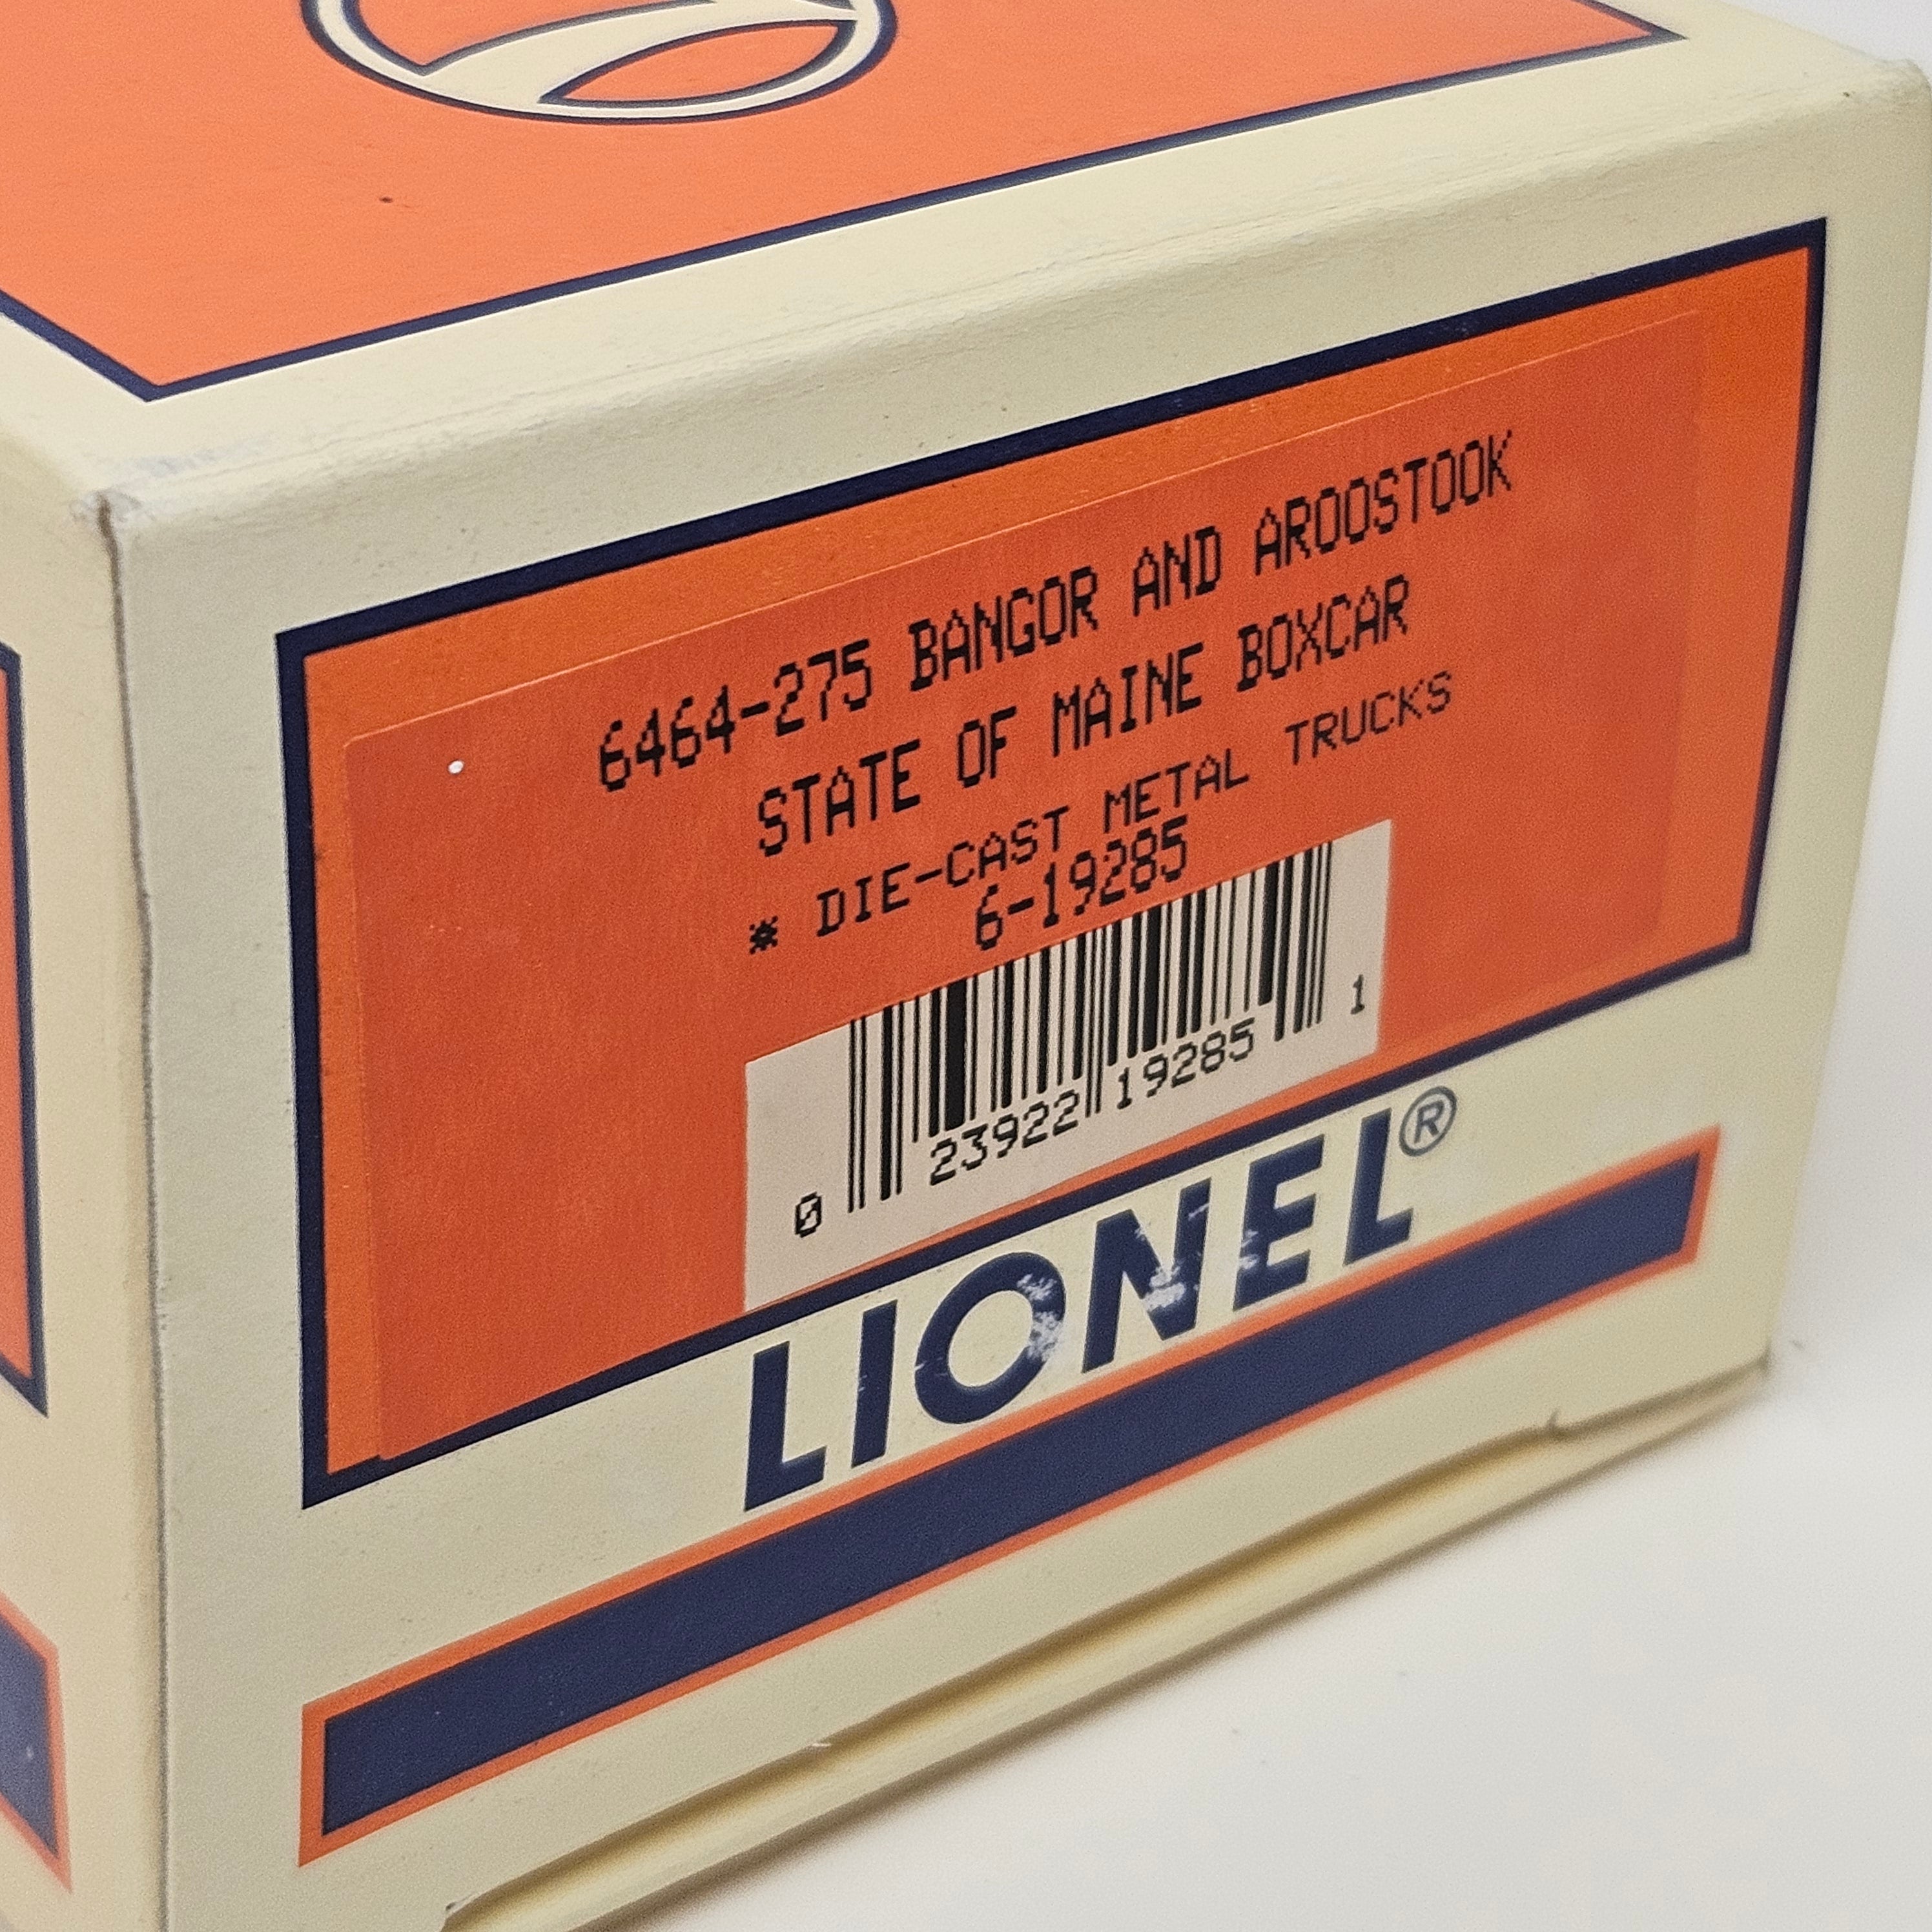 6464-275 BANGOR AND AROOSTOOK
STATE OF MAINE BOXCAR
* DIE-CAST METAL TRUCKS
6-19285
0 23922 19285 1
LIONEL®